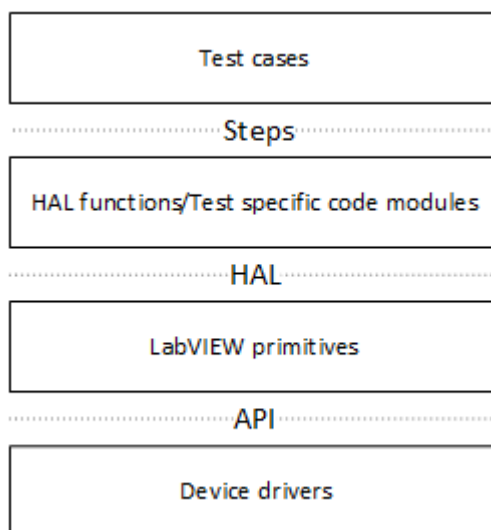 Test cases
Steps
HAL functions/Test specific code modules
HAL
LabVIEW primitives
API
Device drivers